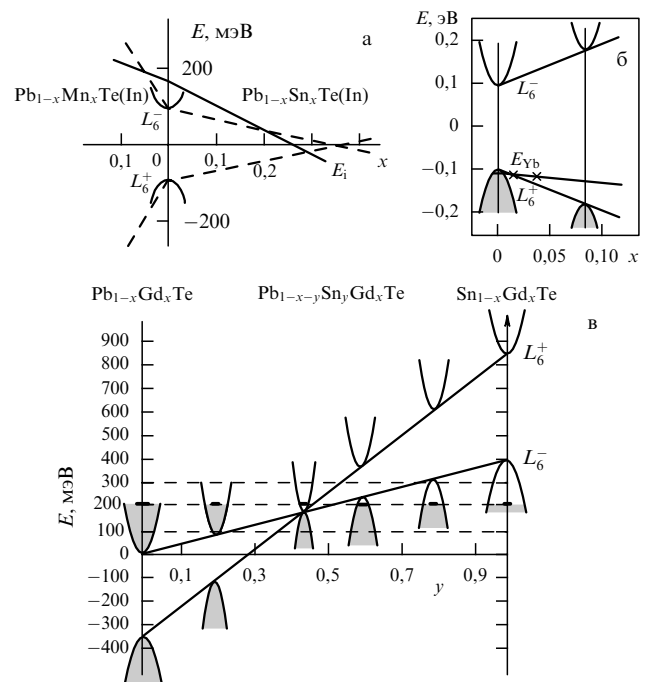 E, мэВ
а
200
Pb₁₋ₓMnₓTe(In)
Pb₁₋ₓSnₓTe(In)
L₆⁻
0,1 0 0,1 0,2 x
Eᵢ
L₆⁺
−200
E, эВ
0,2
б
0,1
L₆⁻
0
−0,1
E_Yb
L₆⁺
−0,2
0 0,05 0,10 x
Pb₁₋ₓGdₓTe
Pb₁₋ₓ₋ᵧSnᵧGdₓTe
Sn₁₋ₓGdₓTe
в
900
800
L₆⁺
700
600
500
400
L₆⁻
300
E, мэВ
200
100
0
0,1 0,3 0,5 0,7 0,9
y
−100
−200
−300
−400